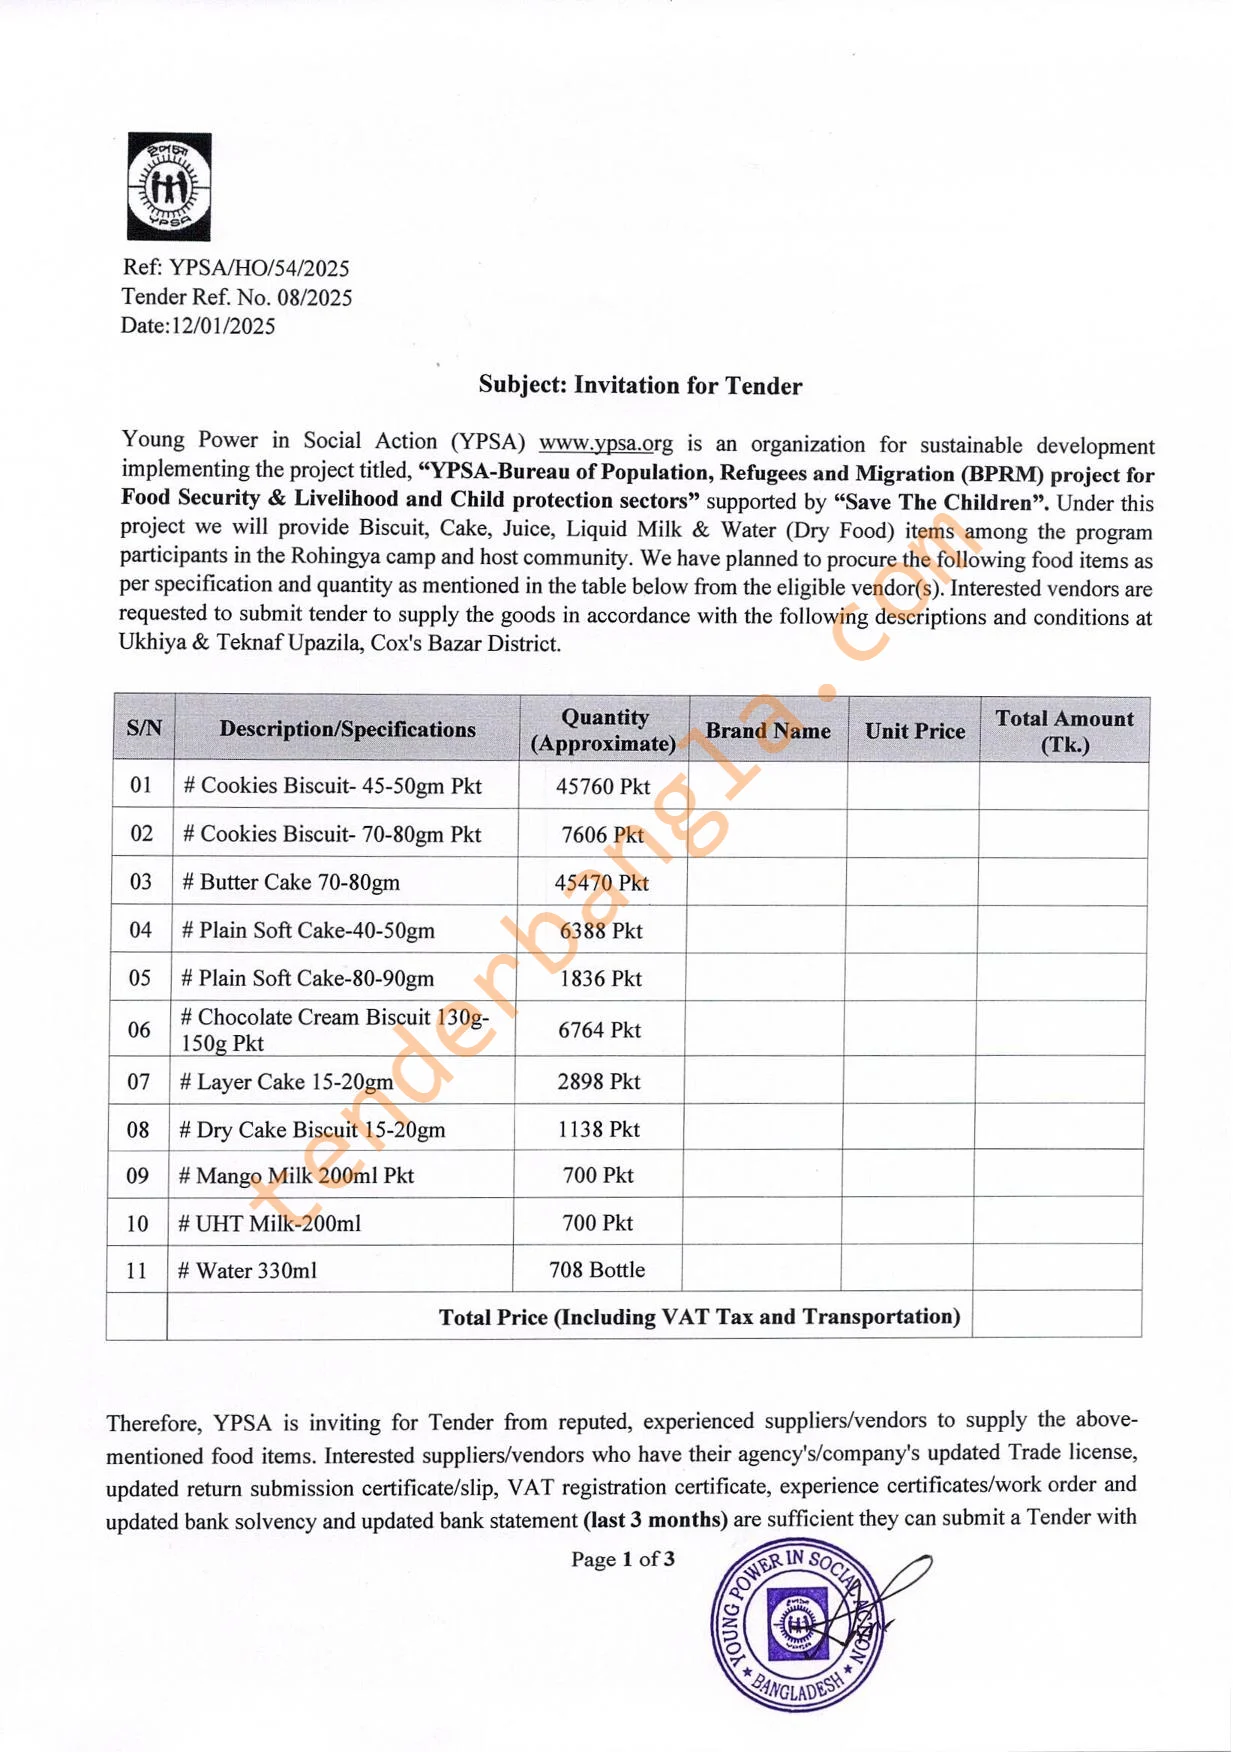 ইপসা
YPSA
Ref: YPSA/HO/54/2025
Tender Ref. No. 08/2025
Date:12/01/2025
Subject: Invitation for Tender
Young Power in Social Action (YPSA) www.ypsa.org is an organization for sustainable development
implementing the project titled, “YPSA-Bureau of Population, Refugees and Migration (BPRM) project for
Food Security & Livelihood and Child protection sectors” supported by “Save The Children”. Under this
project we will provide Biscuit, Cake, Juice, Liquid Milk & Water (Dry Food) items among the program
participants in the Rohingya camp and host community. We have planned to procure the following food items as
per specification and quantity as mentioned in the table below from the eligible vendor(s). Interested vendors are
requested to submit tender to supply the goods in accordance with the following descriptions and conditions at
Ukhiya & Teknaf Upazila, Cox's Bazar District.
S/N Description/Specifications Quantity (Approximate) Brand Name Unit Price Total Amount (Tk.)
01 # Cookies Biscuit- 45-50gm Pkt 45760 Pkt
02 # Cookies Biscuit- 70-80gm Pkt 7606 Pkt
03 # Butter Cake 70-80gm 45470 Pkt
04 # Plain Soft Cake-40-50gm 6388 Pkt
05 # Plain Soft Cake-80-90gm 1836 Pkt
06 # Chocolate Cream Biscuit 130g-150g Pkt 6764 Pkt
07 # Layer Cake 15-20gm 2898 Pkt
08 # Dry Cake Biscuit 15-20gm 1138 Pkt
09 # Mango Milk 200ml Pkt 700 Pkt
10 # UHT Milk-200ml 700 Pkt
11 # Water 330ml 708 Bottle
Total Price (Including VAT Tax and Transportation)
tenderbangla.com
Therefore, YPSA is inviting for Tender from reputed, experienced suppliers/vendors to supply the above-
mentioned food items. Interested suppliers/vendors who have their agency's/company's updated Trade license,
updated return submission certificate/slip, VAT registration certificate, experience certificates/work order and
updated bank solvency and updated bank statement (last 3 months) are sufficient they can submit a Tender with
Page 1 of 3
YOUNG POWER IN SOCIAL ACTION
★ BANGLADESH ★
YPSA